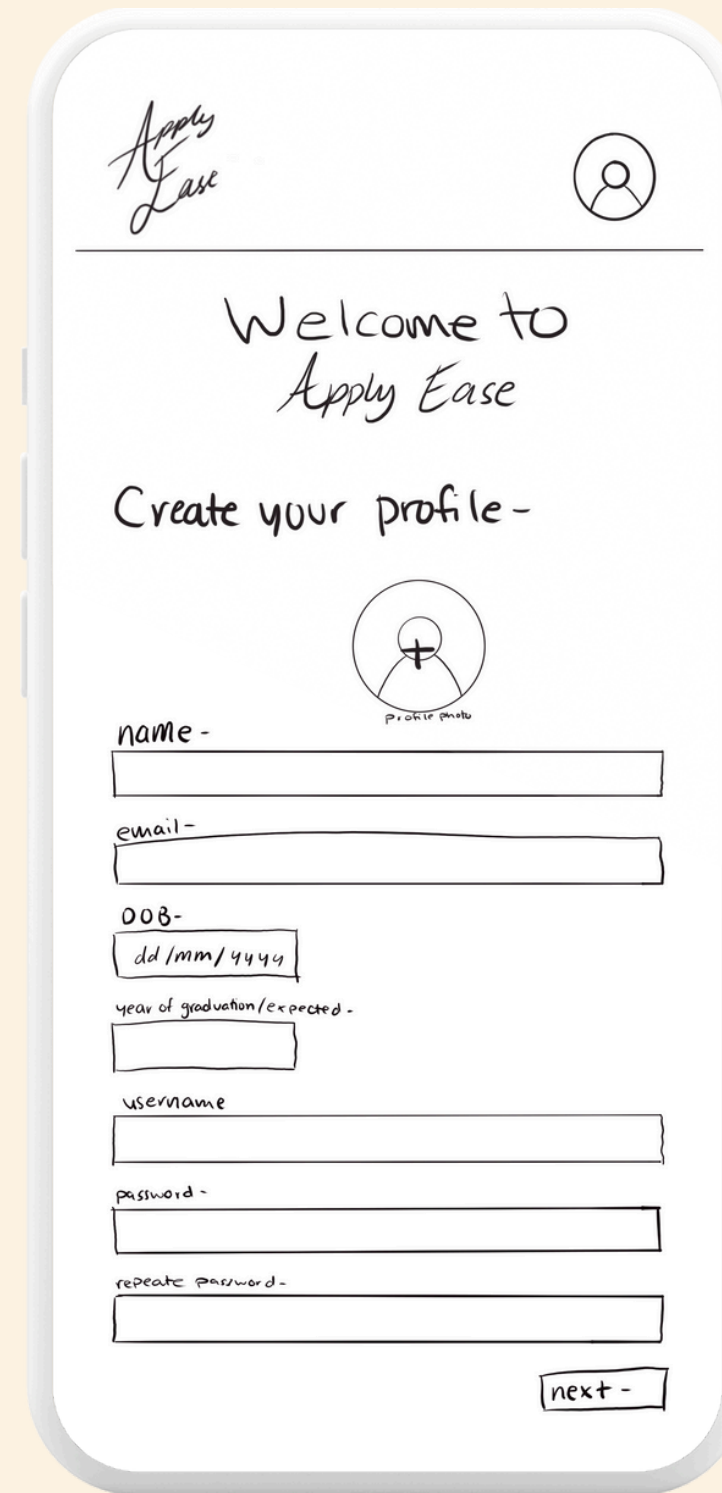 Apply
Ease
Welcome to
Apply Ease
Create your profile-
profile photo
name-
email-
DOB-
dd/mm/yyyy
year of graduation/expected-
username
password-
repeate password-
next-